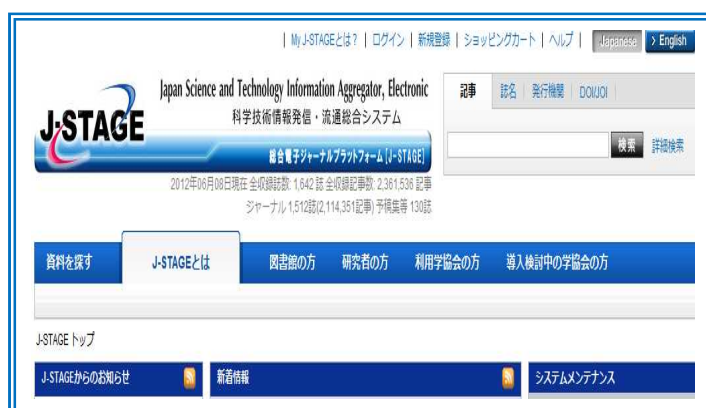 My J-STAGEとは？ | ログイン | 新規登録 | ショッピングカート | ヘルプ | Japanese > English
Japan Science and Technology Information Aggregator, Electronic
科学技術情報発信・流通総合システム
J-STAGE
総合電子ジャーナルプラットフォーム [J-STAGE]
記事 | 誌名 | 発行機関 | DOI/JOI
検索 詳細検索
2012年06月08日現在 全収録誌数: 1,642 誌 全収録記事数: 2,361,536 記事
ジャーナル 1,512誌(2,114,351記事) 予稿集等 130誌
資料を探す J-STAGEとは 図書館の方 研究者の方 利用学協会の方 導入検討中の学協会の方
J-STAGE トップ
J-STAGEからのお知らせ 新着情報 システムメンテナンス